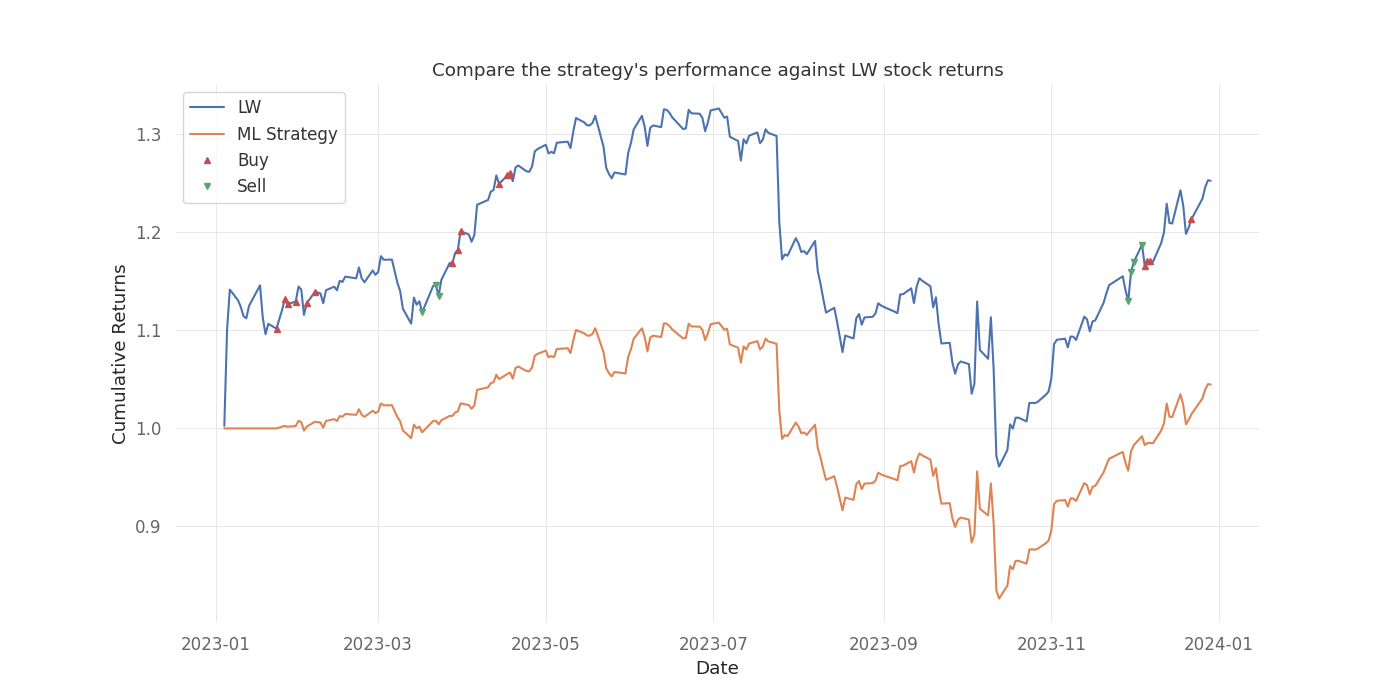 Compare the strategy's performance against LW stock returns
LW
ML Strategy
Buy
Sell
Cumulative Returns
1.3
1.2
1.1
1.0
0.9
2023-01
2023-03
2023-05
2023-07
2023-09
2023-11
2024-01
Date